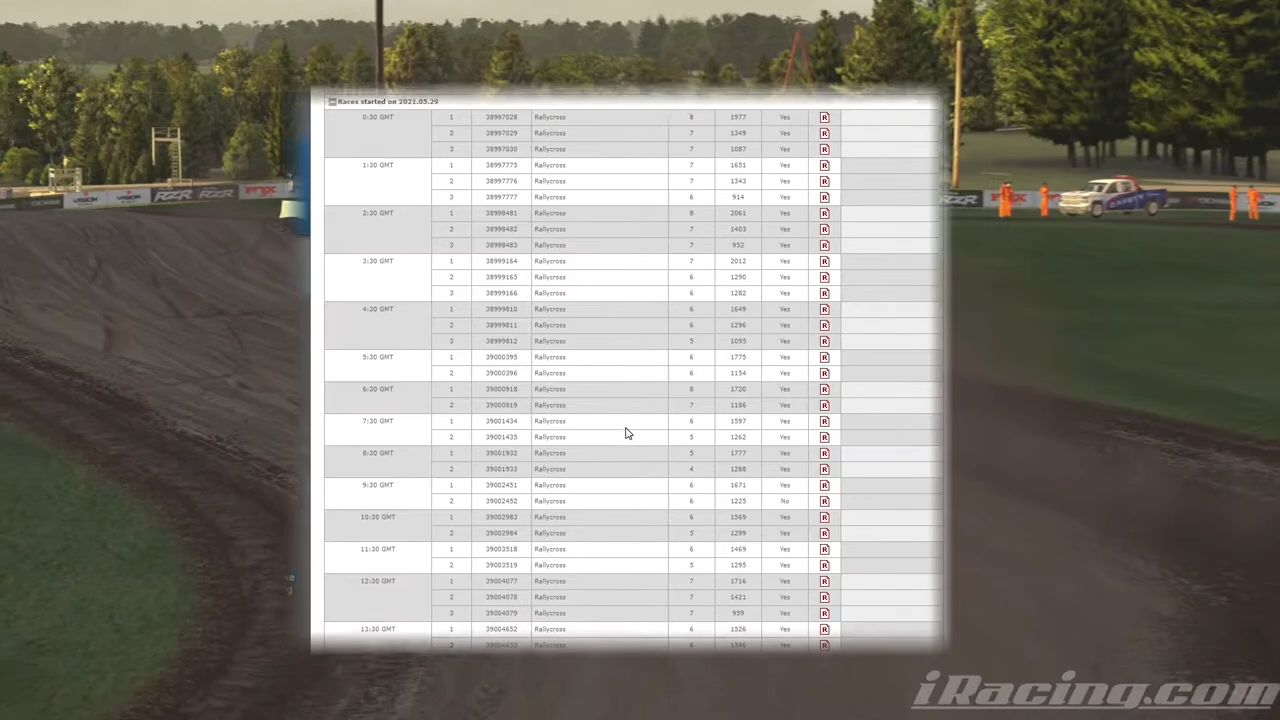 Races started on 2021.05.29
0:30 GMT 1 38997028 Rallycross 8 1977 Yes R
2 38997029 Rallycross 7 1349 Yes R
3 38997030 Rallycross 7 1087 Yes R
1:30 GMT 1 38997775 Rallycross 7 1651 Yes R
2 38997776 Rallycross 7 1343 Yes R
3 38997777 Rallycross 6 914 Yes R
2:30 GMT 1 38998481 Rallycross 8 2061 Yes R
2 38998482 Rallycross 7 1403 Yes R
3 38998483 Rallycross 7 952 Yes R
3:30 GMT 1 38999164 Rallycross 7 2012 Yes R
2 38999165 Rallycross 6 1290 Yes R
3 38999166 Rallycross 6 1282 Yes R
4:30 GMT 1 38999810 Rallycross 6 1649 Yes R
2 38999811 Rallycross 6 1296 Yes R
3 38999812 Rallycross 5 1095 Yes R
5:30 GMT 1 39000395 Rallycross 6 1775 Yes R
2 39000396 Rallycross 6 1154 Yes R
6:30 GMT 1 39000918 Rallycross 8 1720 Yes R
2 39000919 Rallycross 7 1186 Yes R
7:30 GMT 1 39001434 Rallycross 6 1597 Yes R
2 39001435 Rallycross 5 1262 Yes R
8:30 GMT 1 39001932 Rallycross 5 1777 Yes R
2 39001933 Rallycross 4 1288 Yes R
9:30 GMT 1 39002451 Rallycross 6 1671 Yes R
2 39002452 Rallycross 6 1225 No R
10:30 GMT 1 39002983 Rallycross 6 1569 Yes R
2 39002984 Rallycross 5 1299 Yes R
11:30 GMT 1 39003518 Rallycross 6 1469 Yes R
2 39003519 Rallycross 5 1295 Yes R
12:30 GMT 1 39004077 Rallycross 7 1716 Yes R
2 39004078 Rallycross 7 1421 Yes R
3 39004079 Rallycross 7 959 Yes R
13:30 GMT 1 39004652 Rallycross 6 1526 Yes R
2 39004653 Rallycross 6 1346 Yes R
iRacing.com